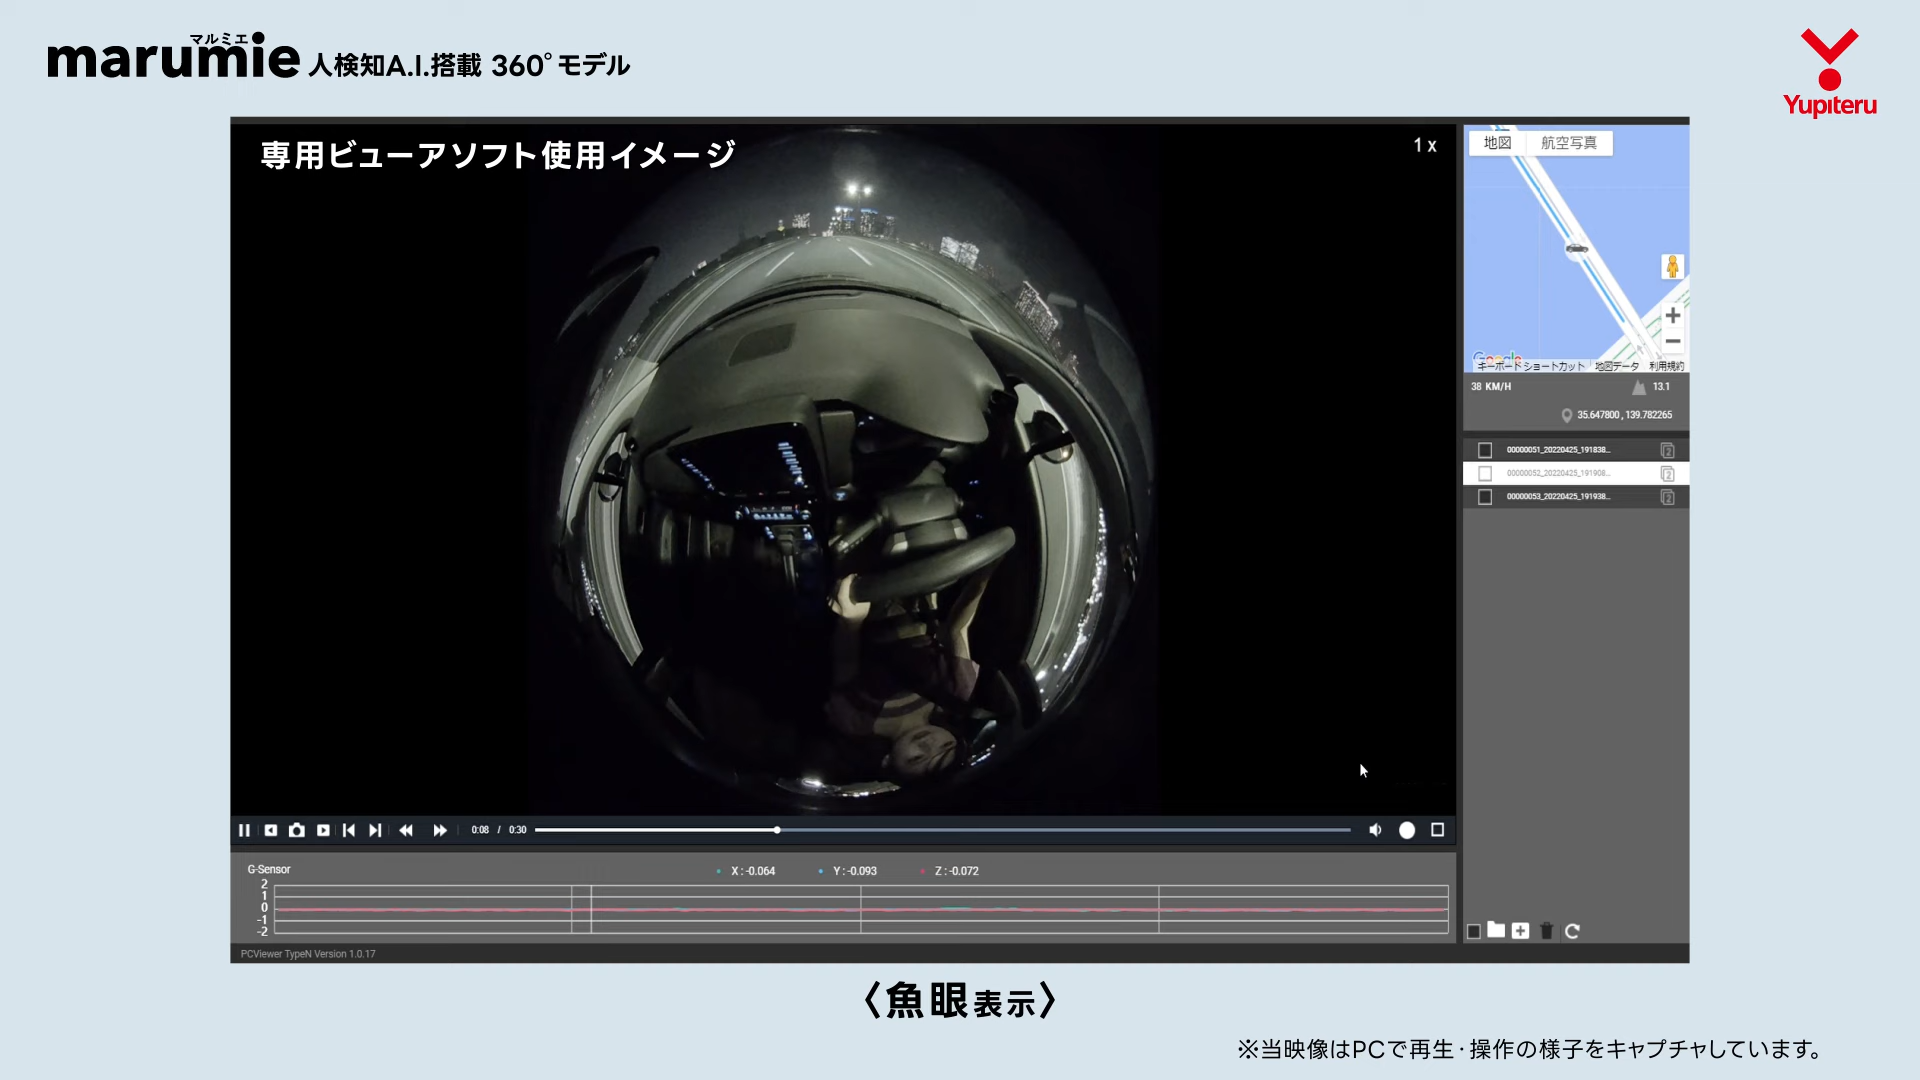 マルミエ
marumie 人検知A.I.搭載 360°モデル
Yupiteru
専用ビューアソフト使用イメージ
1 x
地図 航空写真
Google
キーボード ショートカット 地図データ 利用規約
38 KM/H 13.1
35.647800 , 139.782265
00000051_20220425_191838...
00000052_20220425_191908...
00000053_20220425_191938...
0:08 / 0:30
G-Sensor X : -0.064 Y : -0.093 Z : -0.072
2
1
0
-1
-2
PCViewer TypeN Version 1.0.17
〈魚眼表示〉
※当映像はPCで再生・操作の様子をキャプチャしています。